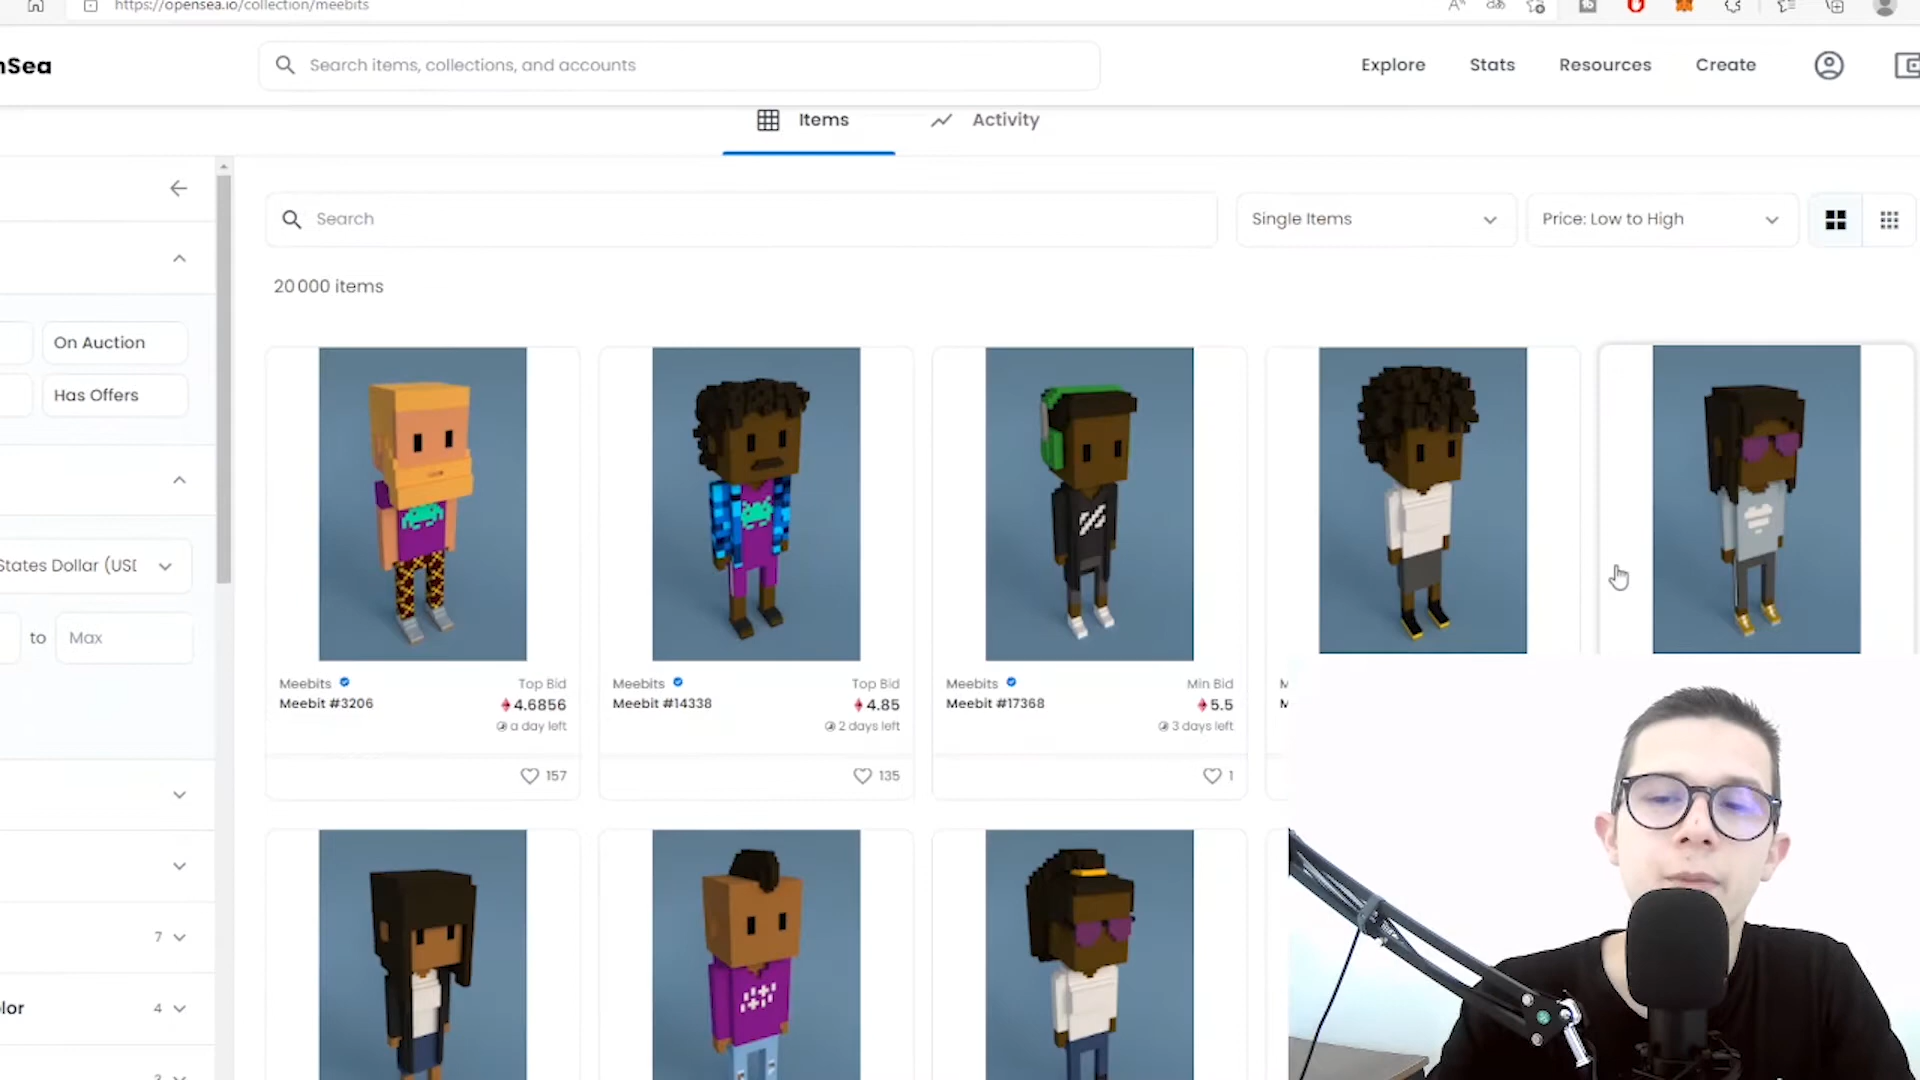 https://opensea.io/collection/meebits
nSea
Search items, collections, and accounts
Explore
Stats
Resources
Create
Items
Activity
Search
Single Items
Price: Low to High
20 000 items
On Auction
Has Offers
States Dollar (USD
to
Max
7
lor
4
Meebits
Top Bid
Meebit #3206
4.6856
a day left
157
Meebits
Top Bid
Meebit #14338
4.85
2 days left
135
Meebits
Min Bid
Meebit #17368
5.5
3 days left
1
M
M